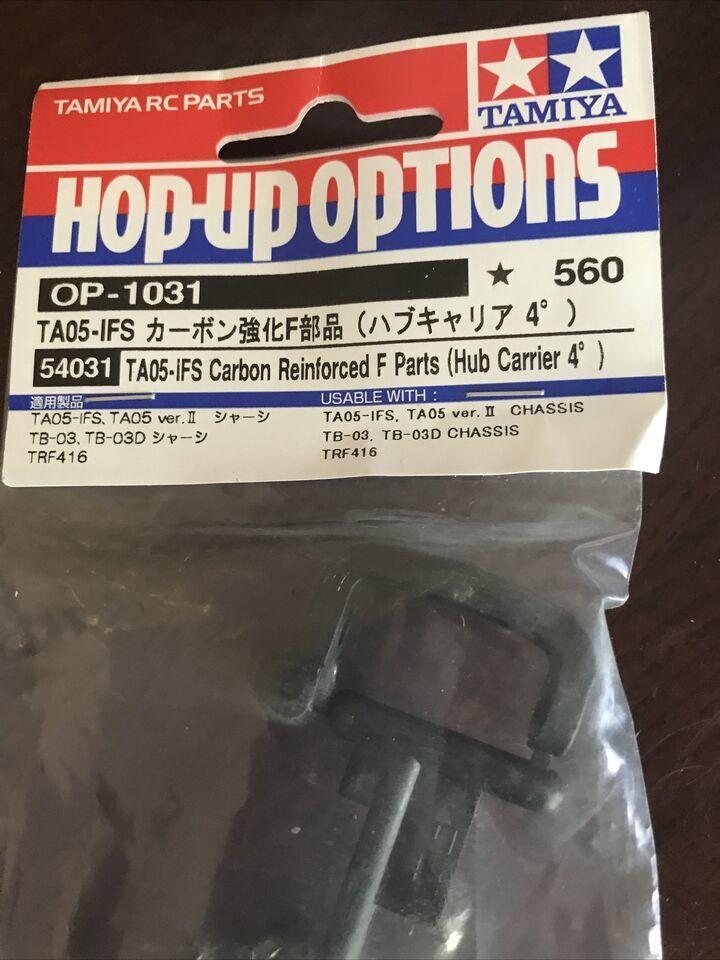 TAMIYA RC PARTS
TAMIYA
HOP-UP OPTIONS
OP-1031 ★ 560
TA05-IFS カーボン強化F部品（ハブキャリア 4°）
54031 TA05-IFS Carbon Reinforced F Parts (Hub Carrier 4°)
適用製品 USABLE WITH :
TA05-IFS、TA05 ver.Ⅱ シャーシ TA05-IFS, TA05 ver.Ⅱ CHASSIS
TB-03、TB-03D シャーシ TB-03, TB-03D CHASSIS
TRF416 TRF416